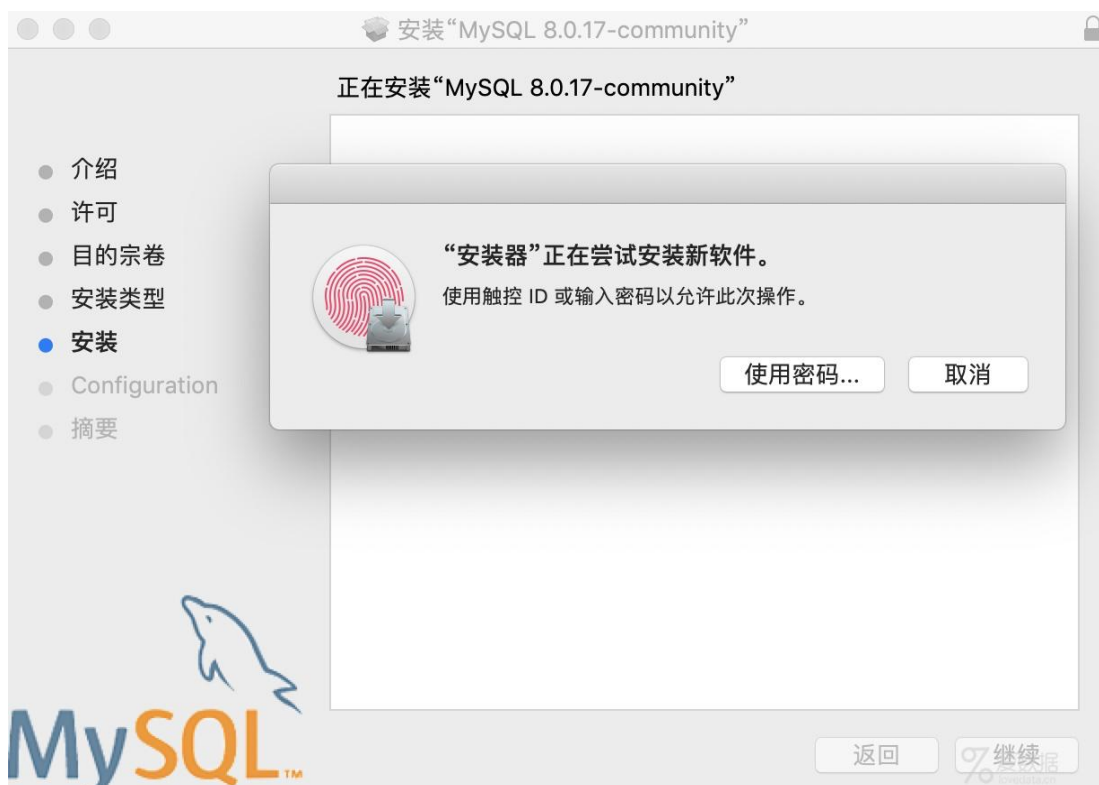 安装“MySQL 8.0.17-community”
正在安装“MySQL 8.0.17-community”
介绍
许可
目的宗卷
安装类型
安装
Configuration
摘要
“安装器”正在尝试安装新软件。
使用触控 ID 或输入密码以允许此次操作。
使用密码...
取消
MySQL™
返回
继续